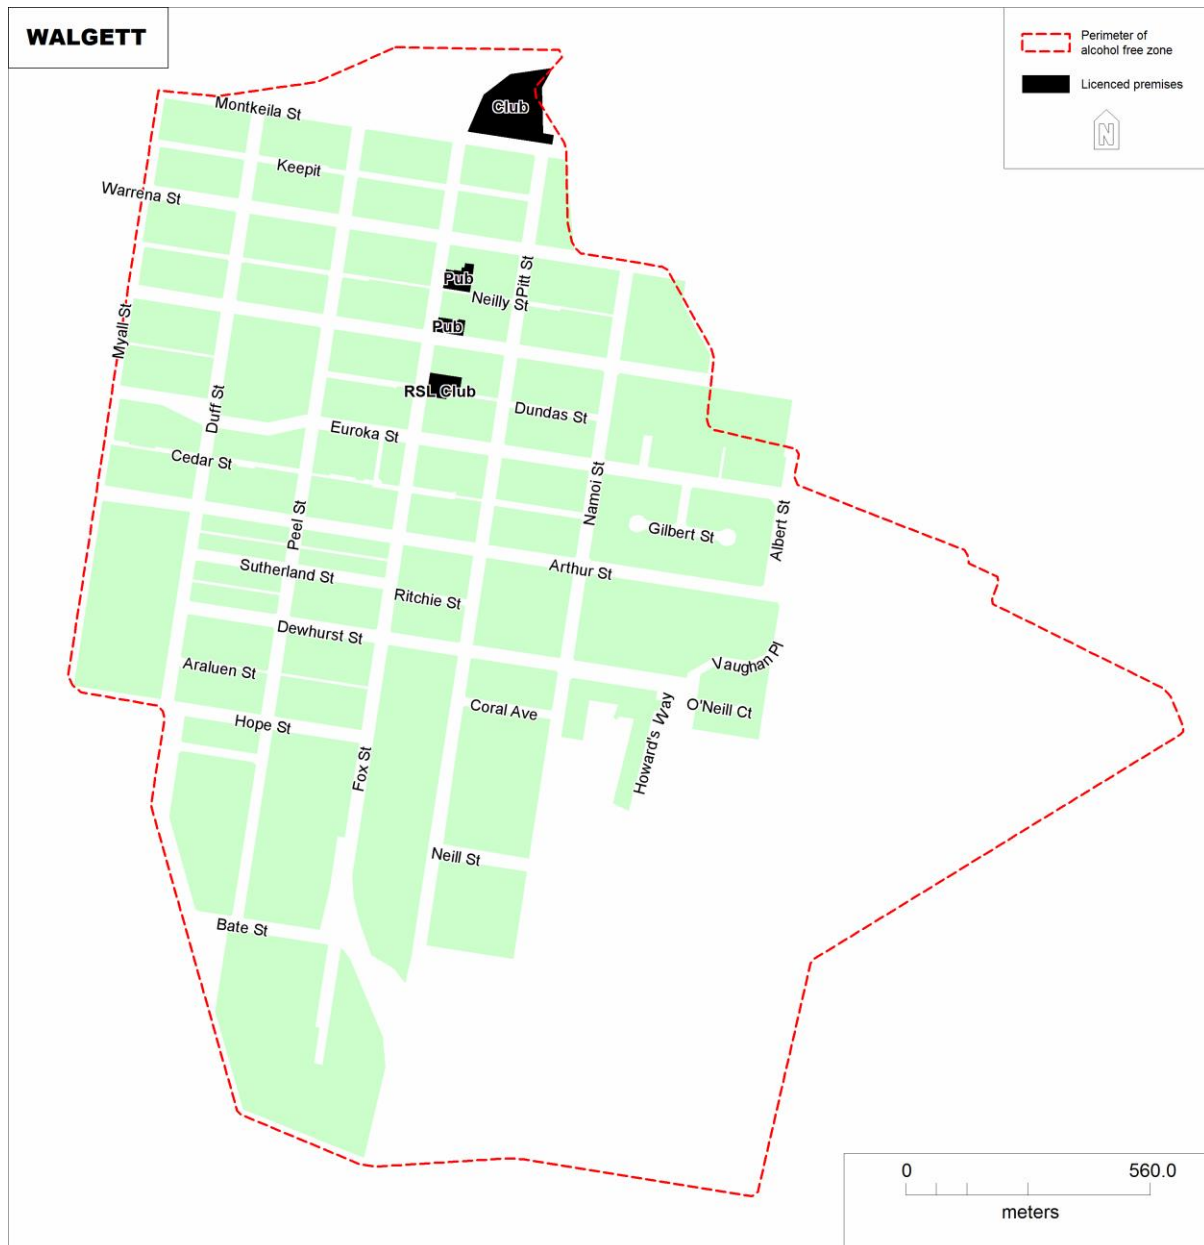 WALGETT
Perimeter of
alcohol free zone
Licenced premises
N
Club
Montkeila St
Keepit
Warrena St
Pitt St
Pub
Neilly St
Pub
Myall St
RSL Club
Duff St
Dundas St
Euroka St
Cedar St
Namoi St
Peel St
Gilbert St
Albert St
Arthur St
Sutherland St
Ritchie St
Dewhurst St
Vaughan Pl
Araluen St
Coral Ave
O'Neill Ct
Hope St
Howard's Way
Fox St
Neill St
Bate St
0 560.0
meters